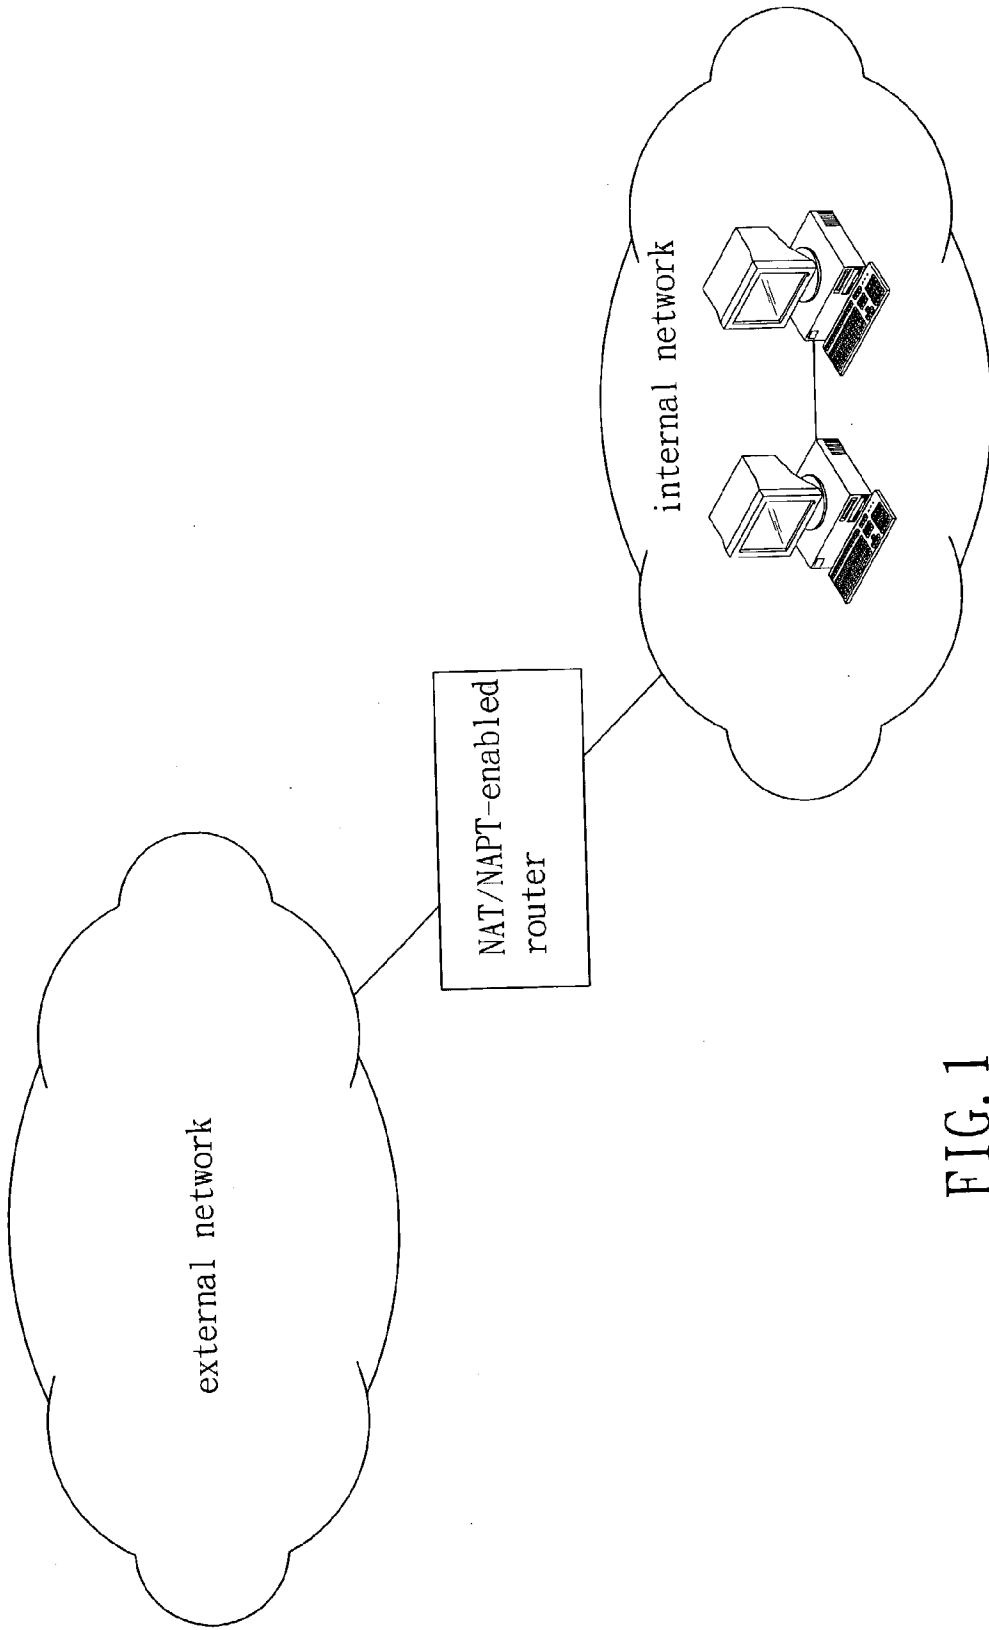 external network
NAT/NAPT-enabled
router
internal network
FIG. 1